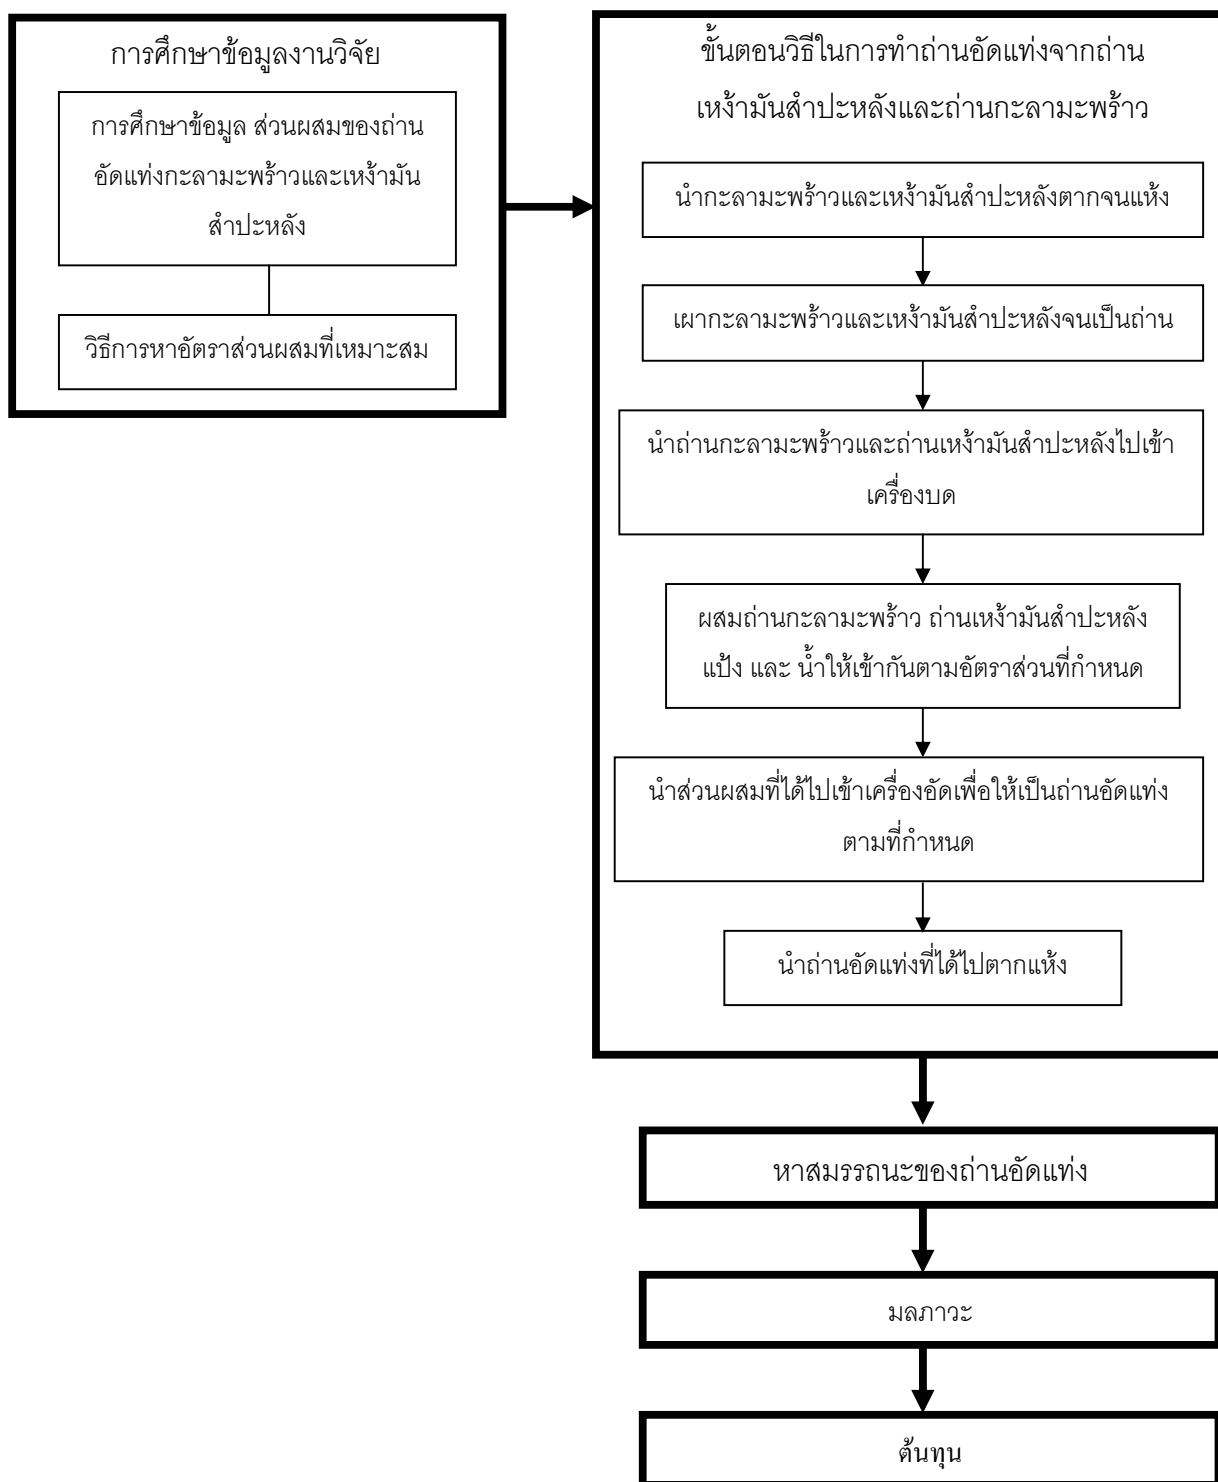 การศึกษาข้อมูลงานวิจัย
การศึกษาข้อมูล ส่วนผสมของถ่าน
อัดแท่งกะลามะพร้าวและเหง้ามัน
สำปะหลัง
วิธีการหาอัตราส่วนผสมที่เหมาะสม
ขั้นตอนวิธีในการทำถ่านอัดแท่งจากถ่าน
เหง้ามันสำปะหลังและถ่านกะลามะพร้าว
นำกะลามะพร้าวและเหง้ามันสำปะหลังตากจนแห้ง
เผากะลามะพร้าวและเหง้ามันสำปะหลังจนเป็นถ่าน
นำถ่านกะลามะพร้าวและถ่านเหง้ามันสำปะหลังไปเข้า
เครื่องบด
ผสมถ่านกะลามะพร้าว ถ่านเหง้ามันสำปะหลัง
แป้ง และ น้ำให้เข้ากันตามอัตราส่วนที่กำหนด
นำส่วนผสมที่ได้ไปเข้าเครื่องอัดเพื่อให้เป็นถ่านอัดแท่ง
ตามที่กำหนด
นำถ่านอัดแท่งที่ได้ไปตากแห้ง
หาสมรรถนะของถ่านอัดแท่ง
มลภาวะ
ต้นทุน